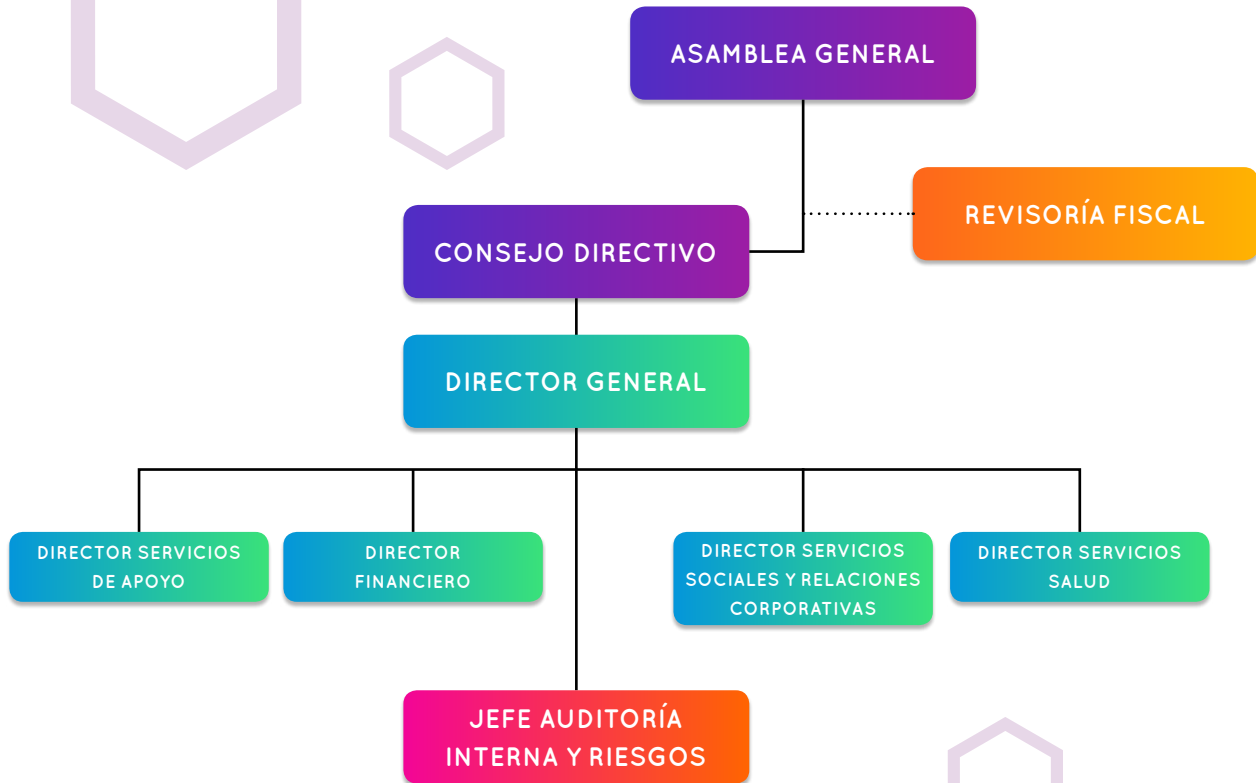 ASAMBLEA GENERAL
REVISORÍA FISCAL
CONSEJO DIRECTIVO
DIRECTOR GENERAL
DIRECTOR SERVICIOS
DE APOYO
DIRECTOR
FINANCIERO
DIRECTOR SERVICIOS
SOCIALES Y RELACIONES
CORPORATIVAS
DIRECTOR SERVICIOS
SALUD
JEFE AUDITORÍA
INTERNA Y RIESGOS